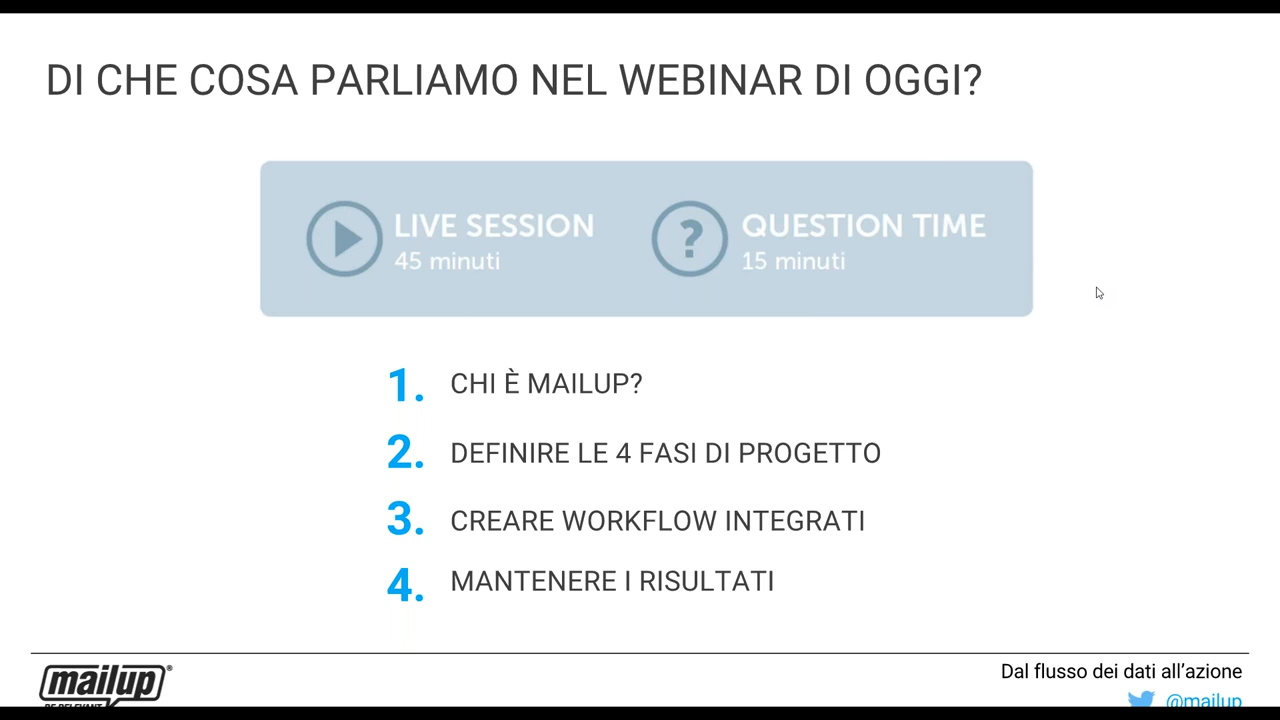 DI CHE COSA PARLIAMO NEL WEBINAR DI OGGI?
LIVE SESSION
45 minuti
?
QUESTION TIME
15 minuti
1. CHI È MAILUP?
2. DEFINIRE LE 4 FASI DI PROGETTO
3. CREARE WORKFLOW INTEGRATI
4. MANTENERE I RISULTATI
mailup®
BE RELEVANT
Dal flusso dei dati all’azione
@mailup